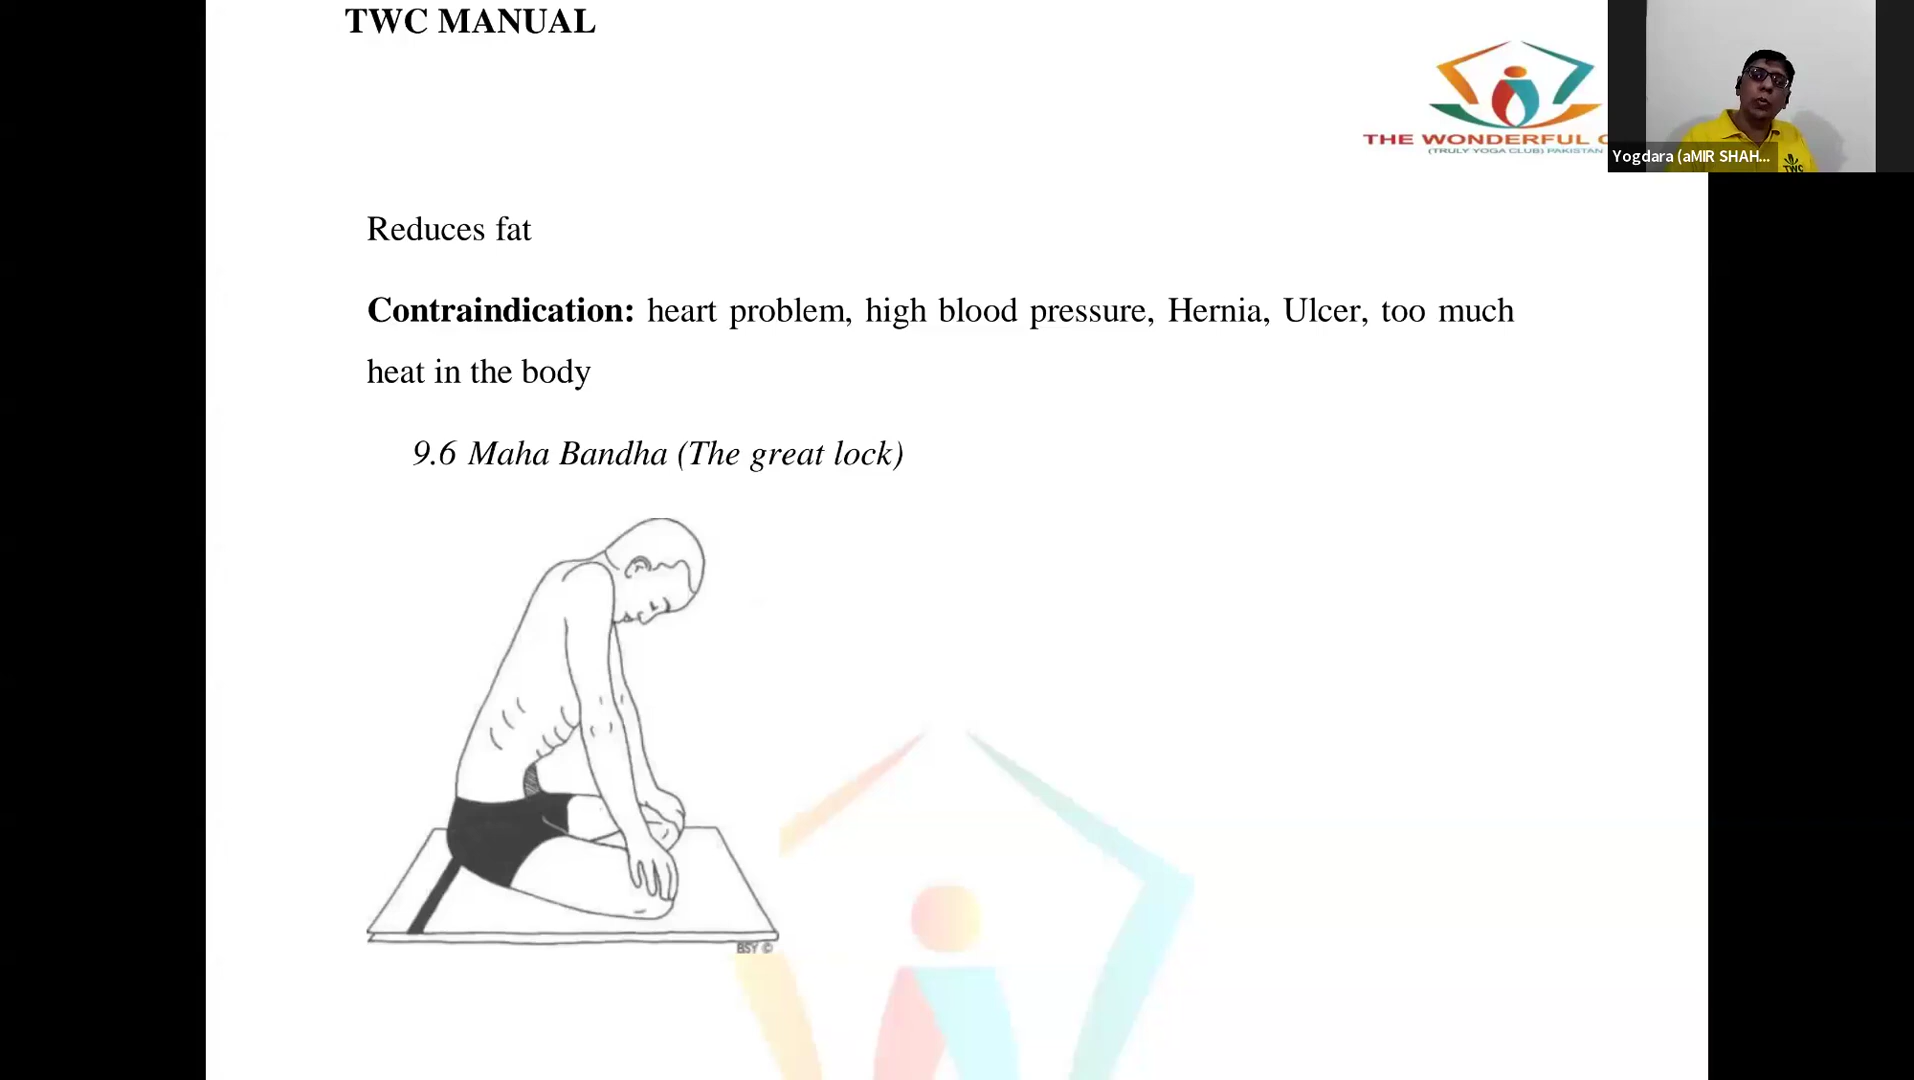 TWC MANUAL
THE WONDERFUL C
(TRULY YOGA CLUB) PAKISTAN
Yogdara (aMIR SHAH...
TWC
Reduces fat
Contraindication: heart problem, high blood pressure, Hernia, Ulcer, too much
heat in the body
9.6 Maha Bandha (The great lock)
BSY ©